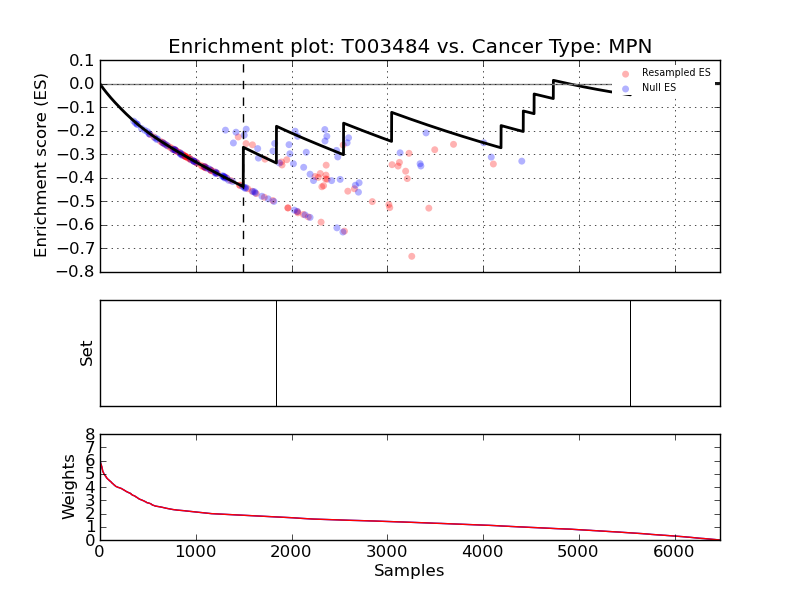 Enrichment plot: T003484 vs. Cancer Type: MPN
Enrichment score (ES)
0.1
0.0
−0.1
−0.2
−0.3
−0.4
−0.5
−0.6
−0.7
−0.8
Resampled ES
Null ES
Set
Weights
8
7
6
5
4
3
2
1
0
0 1000 2000 3000 4000 5000 6000
Samples